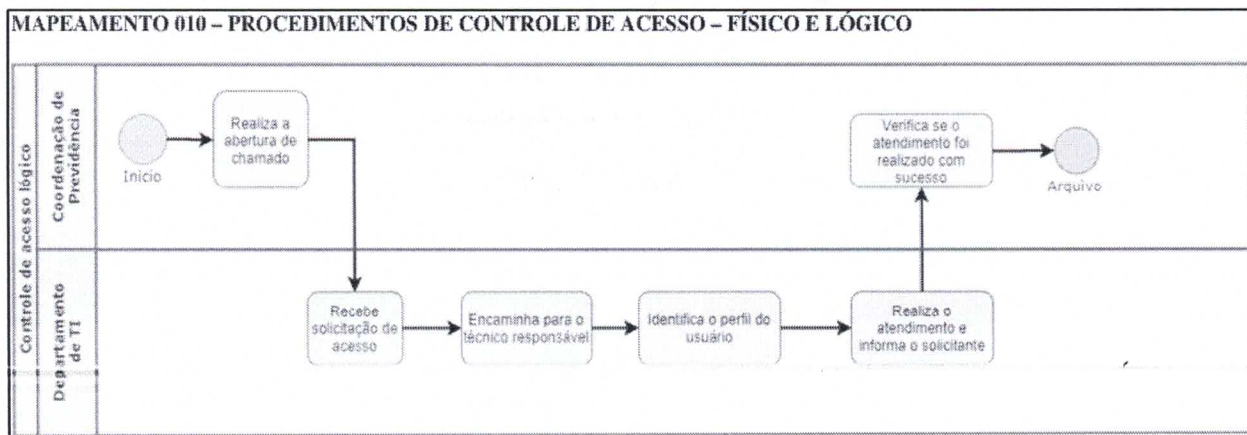 MAPEAMENTO 010 – PROCEDIMENTOS DE CONTROLE DE ACESSO – FÍSICO E LÓGICO
Controle de acesso lógico
Coordenação de
Previdência
Início
Realiza a
abertura de
chamado
Verifica se o
atendimento foi
realizado com
sucesso
Arquivo
Departamento
de TI
Recebe
solicitação de
acesso
Encaminha para o
técnico responsável
Identifica o perfil do
usuário
Realiza o
atendimento e
informa o solicitante